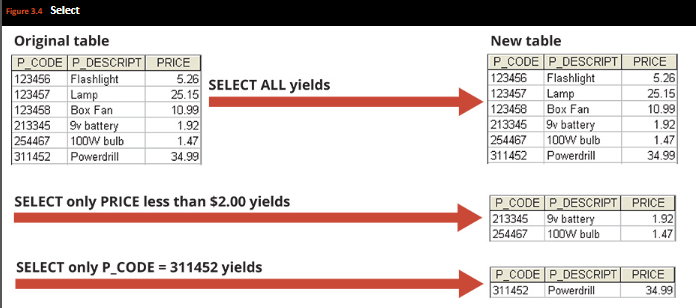 Figure 3.4 Select
Original table New table
P_CODE P_DESCRIPT PRICE P_CODE P_DESCRIPT PRICE
123456 Flashlight 5.26 123456 Flashlight 5.26
123457 Lamp 25.15 SELECT ALL yields 123457 Lamp 25.15
123458 Box Fan 10.99 123458 Box Fan 10.99
213345 9v battery 1.92 213345 9v battery 1.92
254467 100W bulb 1.47 254467 100W bulb 1.47
311452 Powerdrill 34.99 311452 Powerdrill 34.99
SELECT only PRICE less than $2.00 yields P_CODE P_DESCRIPT PRICE
213345 9v battery 1.92
254467 100W bulb 1.47
SELECT only P_CODE = 311452 yields P_CODE P_DESCRIPT PRICE
311452 Powerdrill 34.99